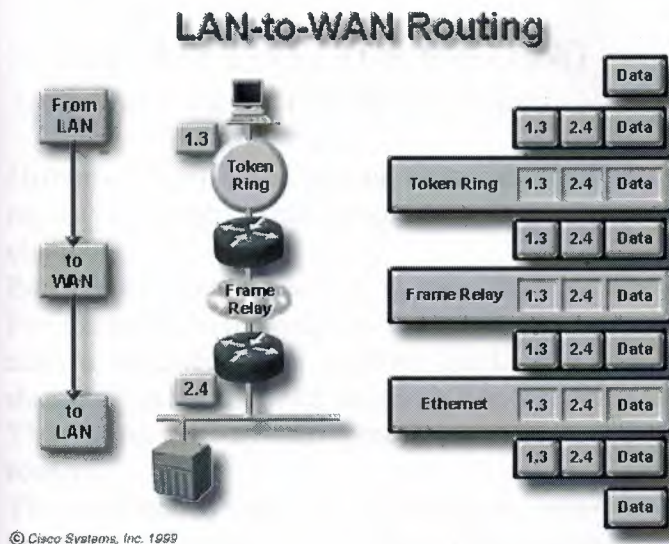 LAN-to-WAN Routing
From
LAN
to
WAN
to
LAN
1.3
Token
Ring
Frame
Relay
2.4
Data
1.3 2.4 Data
Token Ring 1.3 2.4 Data
1.3 2.4 Data
Frame Relay 1.3 2.4 Data
1.3 2.4 Data
Ethernet 1.3 2.4 Data
1.3 2.4 Data
Data
© Cisco Systems, Inc. 1999